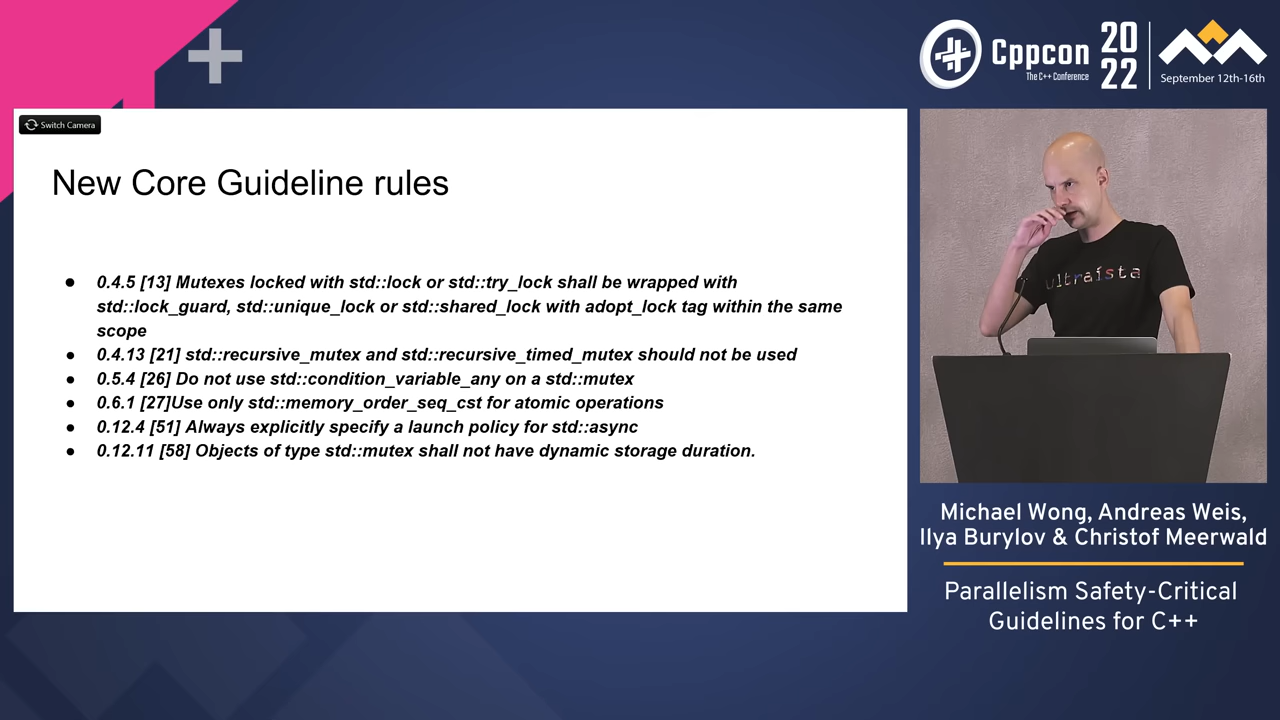 Cppcon
The C++ Conference
20
22
September 12th-16th
Switch Camera
New Core Guideline rules
● 0.4.5 [13] Mutexes locked with std::lock or std::try_lock shall be wrapped with
std::lock_guard, std::unique_lock or std::shared_lock with adopt_lock tag within the same
scope
● 0.4.13 [21] std::recursive_mutex and std::recursive_timed_mutex should not be used
● 0.5.4 [26] Do not use std::condition_variable_any on a std::mutex
● 0.6.1 [27]Use only std::memory_order_seq_cst for atomic operations
● 0.12.4 [51] Always explicitly specify a launch policy for std::async
● 0.12.11 [58] Objects of type std::mutex shall not have dynamic storage duration.
ultraísta
Michael Wong, Andreas Weis,
Ilya Burylov & Christof Meerwald
Parallelism Safety-Critical
Guidelines for C++